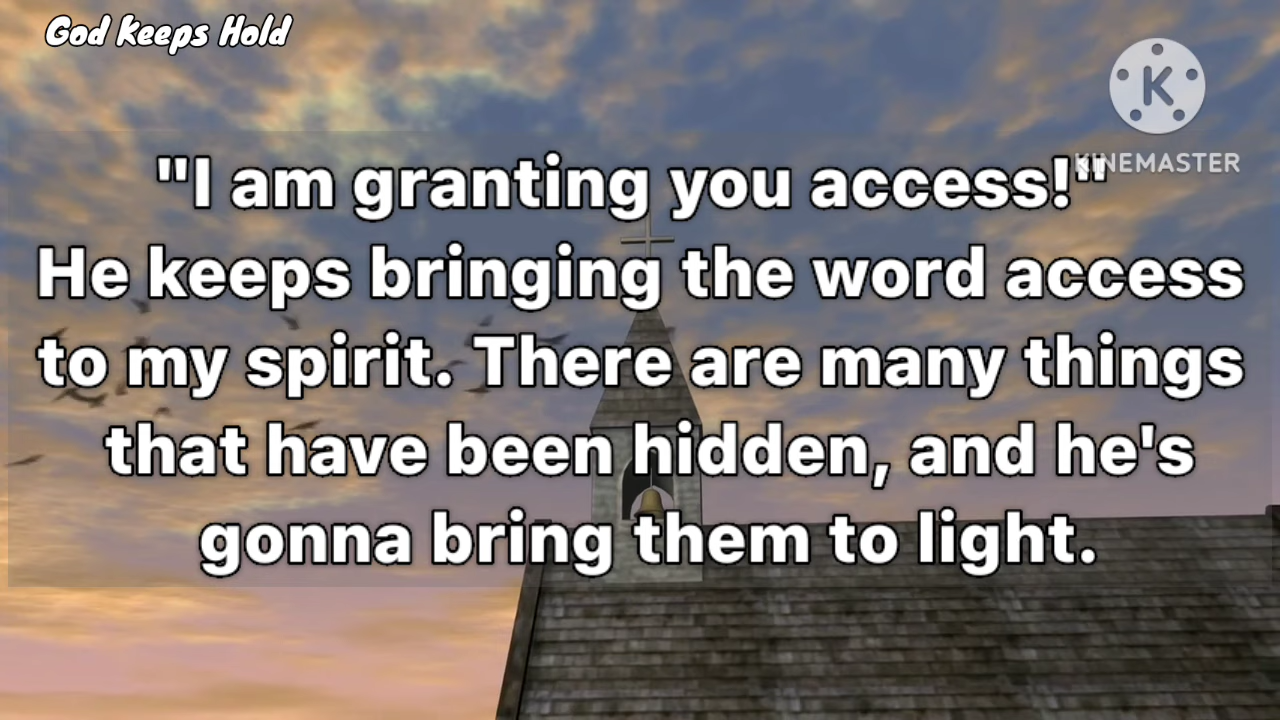 God Keeps Hold
K
KINEMASTER
"I am granting you access!"
He keeps bringing the word access
to my spirit. There are many things
that have been hidden, and he's
gonna bring them to light.